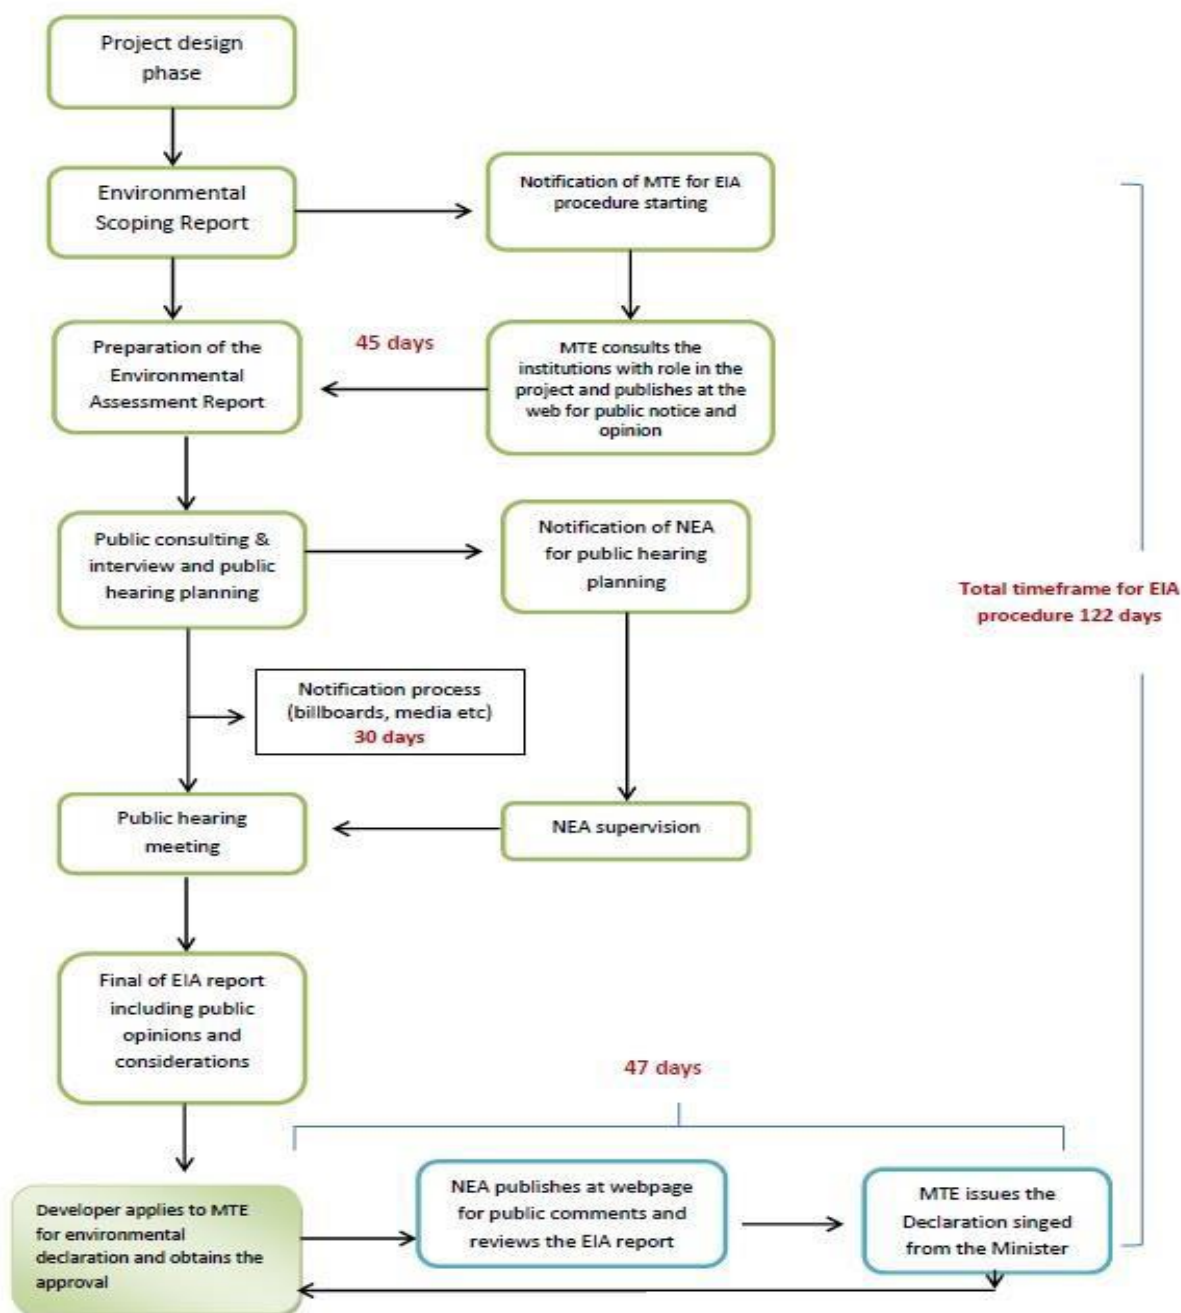 Project design
phase
Environmental
Scoping Report
Notification of MTE for EIA
procedure starting
Preparation of the
Environmental
Assessment Report
45 days
MTE consults the
institutions with role in the
project and publishes at the
web for public notice and
opinion
Public consulting &
interview and public
hearing planning
Notification of NEA
for public hearing
planning
Total timeframe for EIA
procedure 122 days
Notification process
(billboards, media etc)
30 days
Public hearing
meeting
NEA supervision
Final of EIA report
including public
opinions and
considerations
47 days
Developer applies to MTE
for environmental
declaration and obtains the
approval
NEA publishes at webpage
for public comments and
reviews the EIA report
MTE issues the
Declaration singed
from the Minister